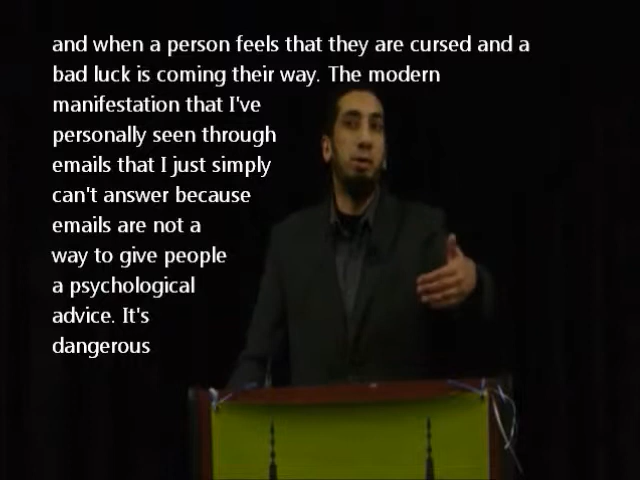 and when a person feels that they are cursed and a
bad luck is coming their way. The modern
manifestation that I've
personally seen through
emails that I just simply
can't answer because
emails are not a
way to give people
a psychological
advice. It's
dangerous